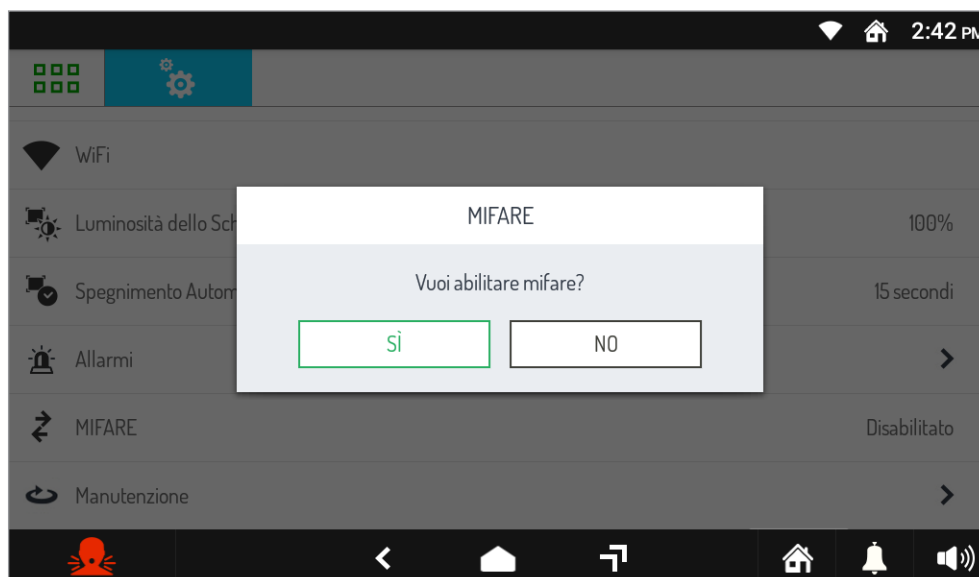 2:42 PM
WiFi
MIFARE
Luminosità dello Sch
100%
Vuoi abilitare mifare?
Spegnimento Autom
15 secondi
SÌ
NO
Allarmi
MIFARE
Disabilitato
Manutenzione